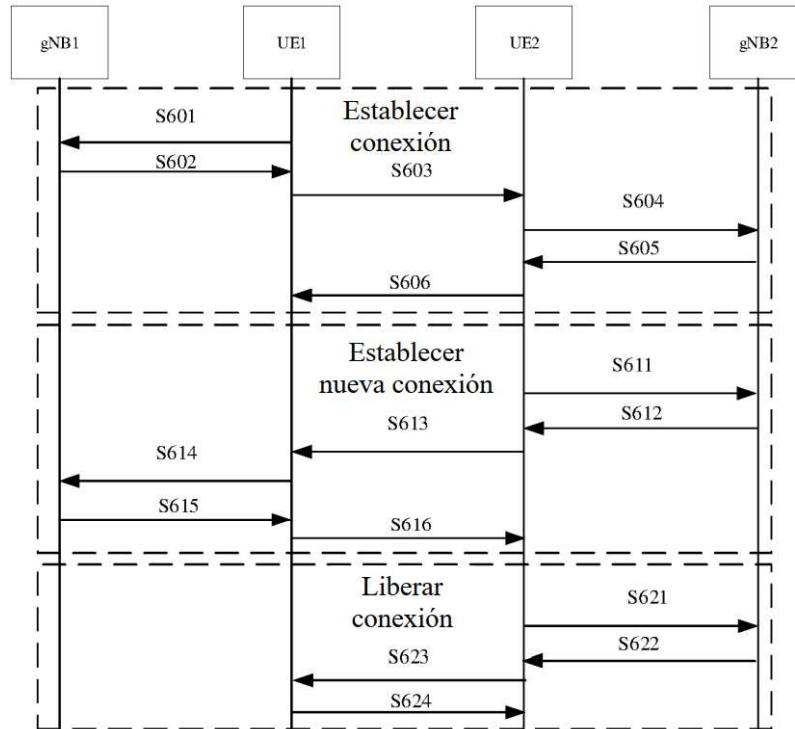 gNB1
UE1
UE2
gNB2
S601
Establecer
conexión
S602
S603
S604
S605
S606
Establecer
nueva conexión
S611
S612
S613
S614
S615
S616
Liberar
conexión
S621
S622
S623
S624